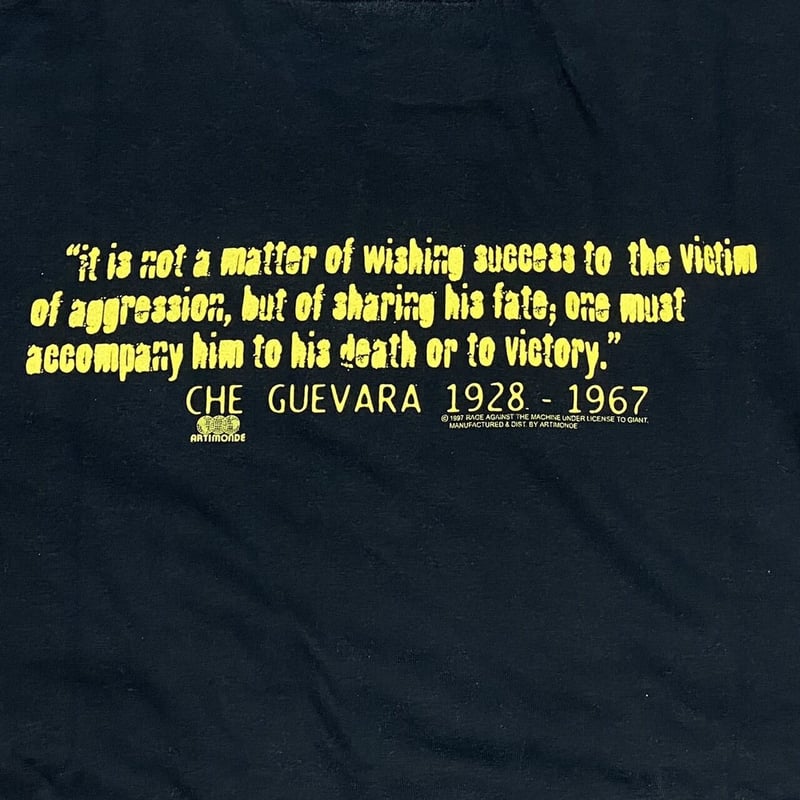 “it is not a matter of wishing success to the victim
of aggression, but of sharing his fate; one must
accompany him to his death or to victory.”
CHE GUEVARA 1928 - 1967
© 1997 RAGE AGAINST THE MACHINE UNDER LICENSE TO GIANT.
MANUFACTURED & DIST. BY ARTIMONDE
ARTIMONDE